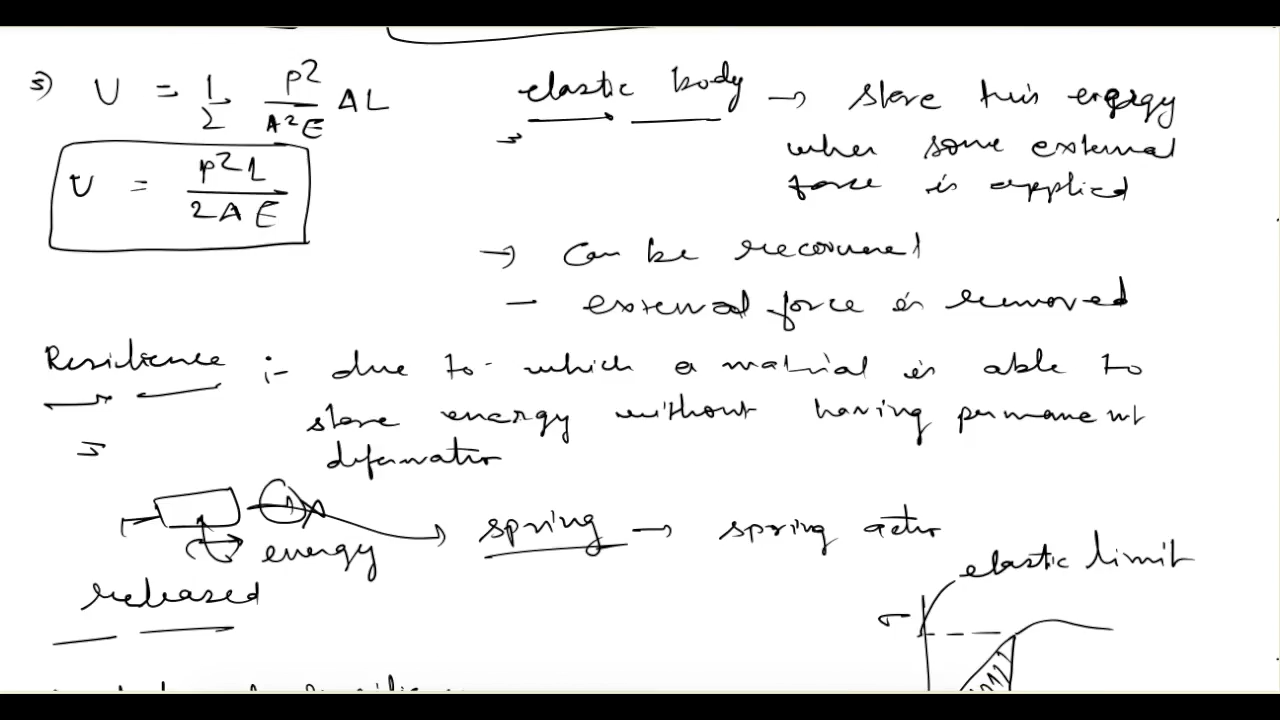 3) U = 1/2 P²/A²E AL
U = P²L/2AE
elastic body → store this energy
when some external
force is applied
→ Can be recovered
– external force is removed
Resilience :- due to which a material is able to
store energy without having permanent
deformation
energy → spring → spring action
released
elastic limit
σ